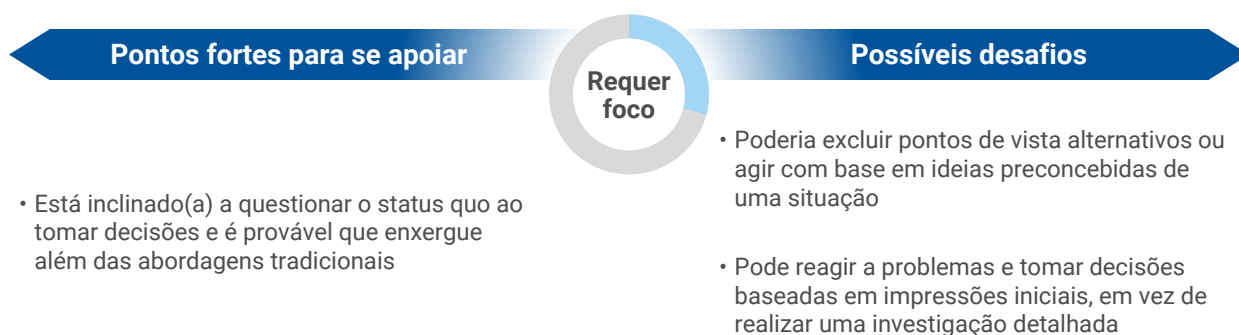 Pontos fortes para se apoiar
Requer
foco
Possíveis desafios
• Está inclinado(a) a questionar o status quo ao
tomar decisões e é provável que enxergue
além das abordagens tradicionais
• Poderia excluir pontos de vista alternativos ou
agir com base em ideias preconcebidas de
uma situação
• Pode reagir a problemas e tomar decisões
baseadas em impressões iniciais, em vez de
realizar uma investigação detalhada